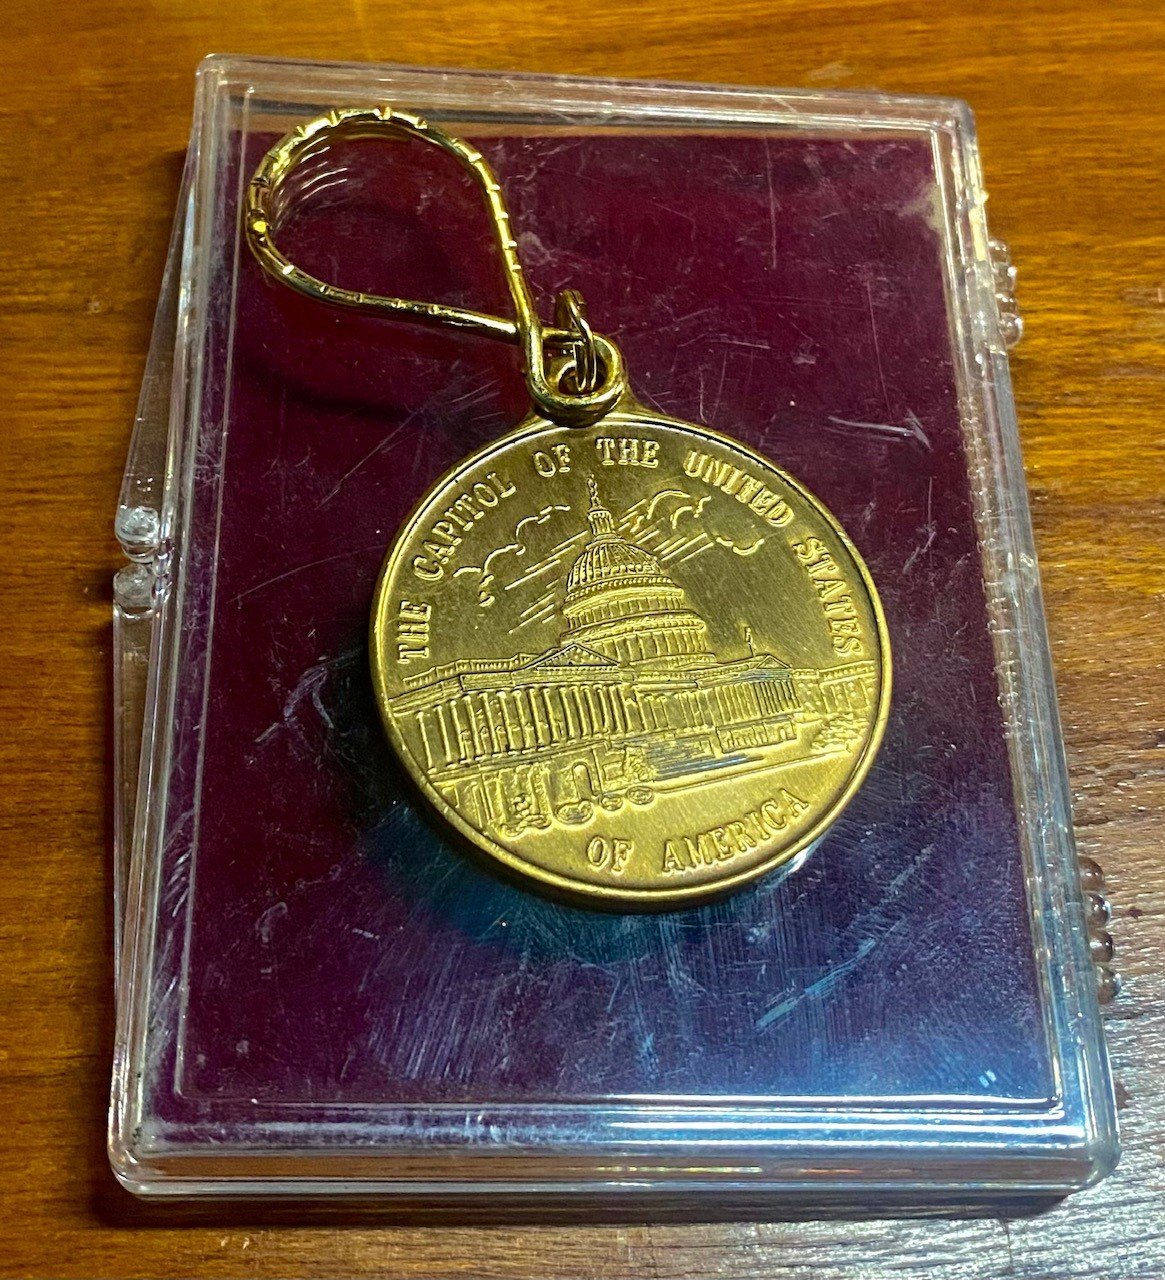 THE CAPITOL OF THE UNITED STATES
OF AMERICA